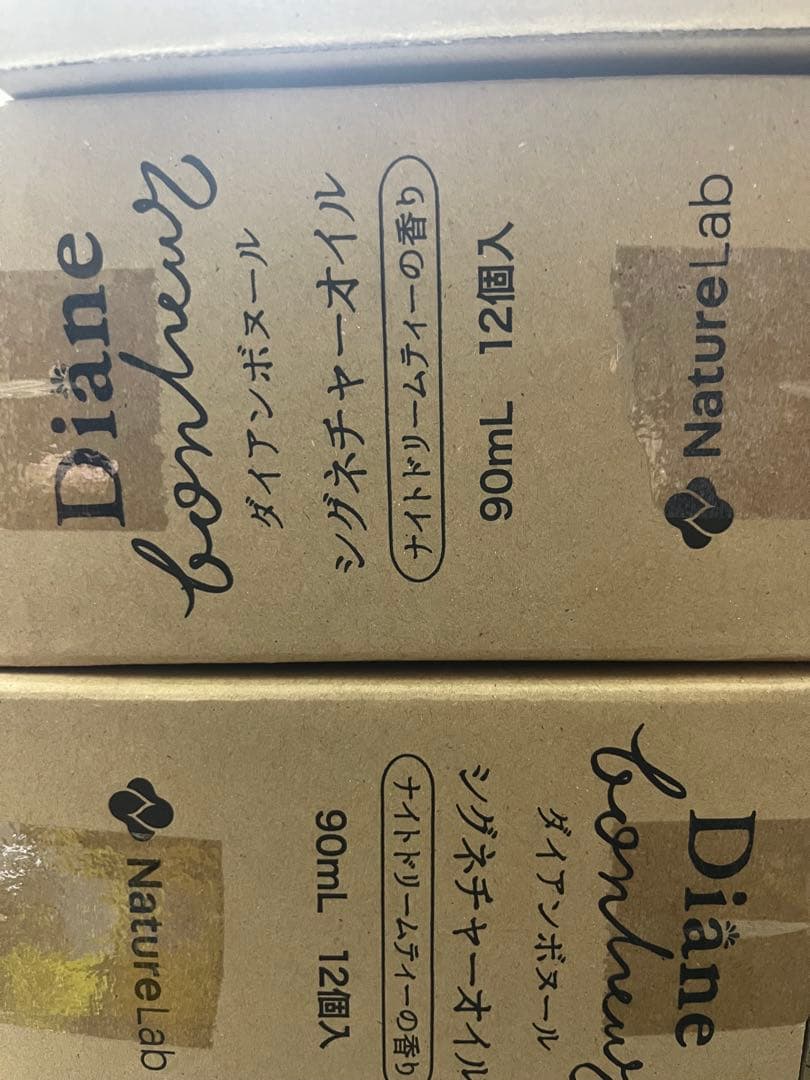 Diane
bonheur
ダイアンボヌール
シグネチャーオイル
ナイトドリームティーの香り
90mL 12個入
NatureLab
Diane
bonheur
ダイアンボヌール
シグネチャーオイル
ナイトドリームティーの香り
90mL 12個入
NatureLab